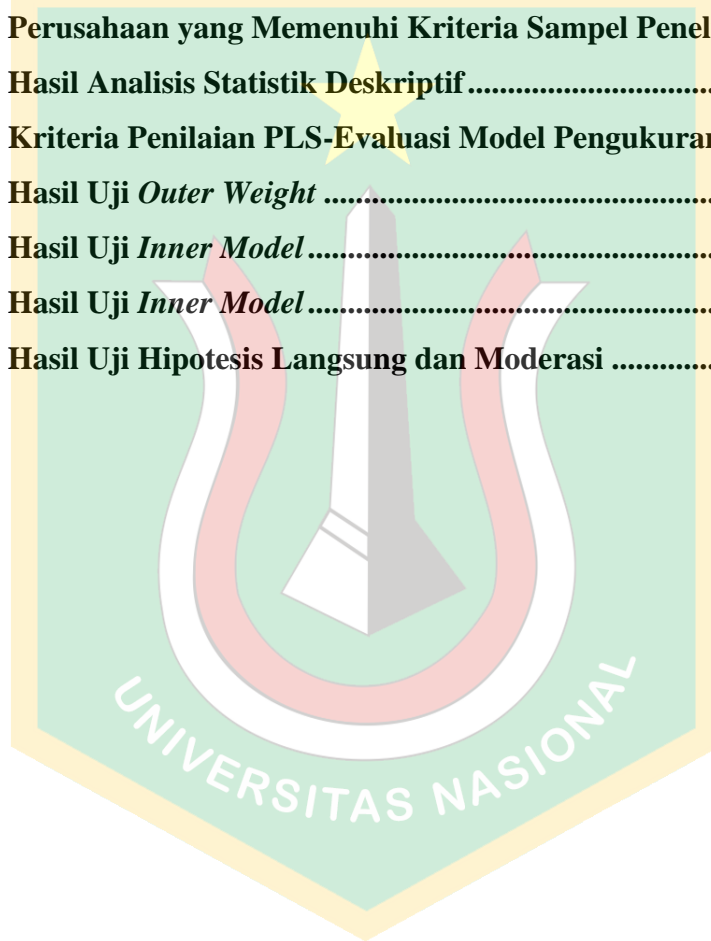 Perusahaan yang Memenuhi Kriteria Sampel Penel
Hasil Analisis Statistik Deskriptif..............................
Kriteria Penilaian PLS-Evaluasi Model Pengukuran
Hasil Uji Outer Weight ................................................
Hasil Uji Inner Model ..................................................
Hasil Uji Inner Model ..................................................
Hasil Uji Hipotesis Langsung dan Moderasi .............
UNIVERSITAS NASIONAL